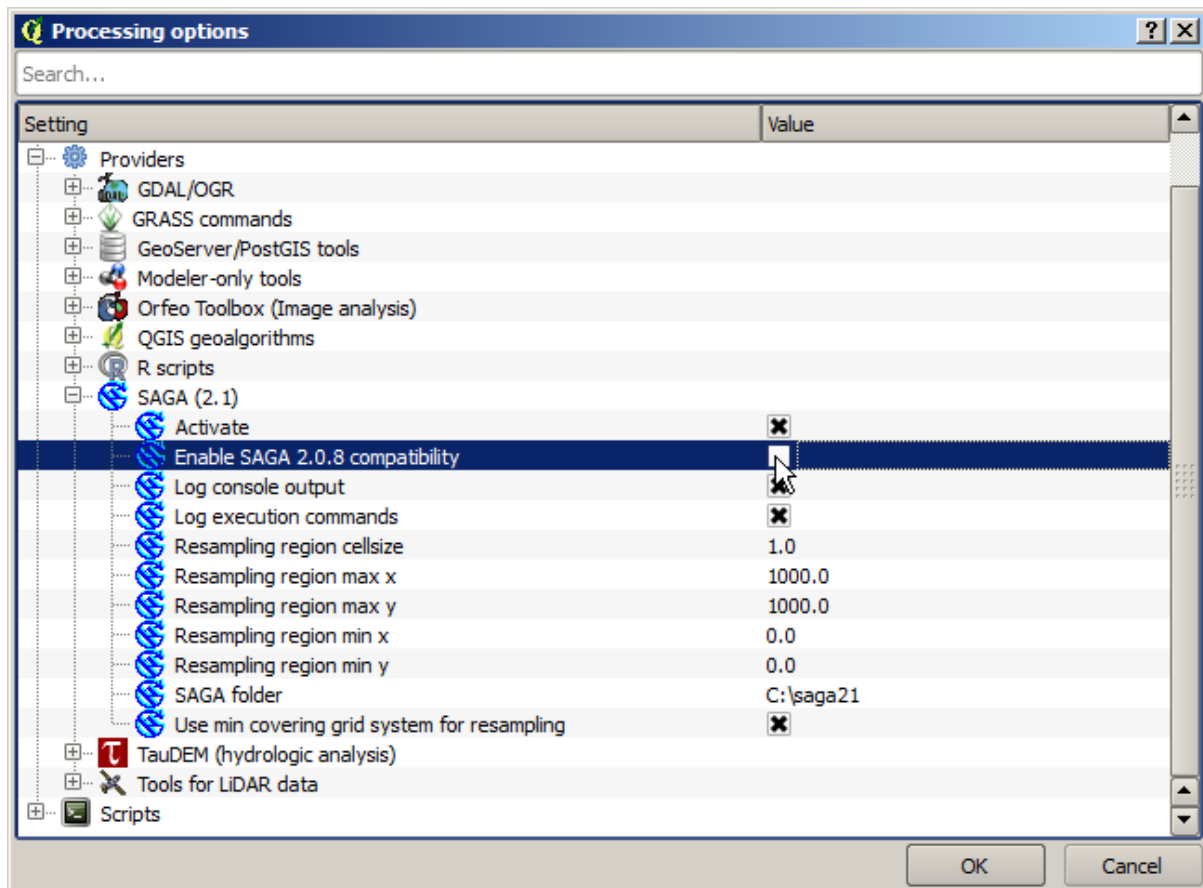 Processing options
Search...
Setting Value
Providers
GDAL/OGR
GRASS commands
GeoServer/PostGIS tools
Modeler-only tools
Orfeo Toolbox (Image analysis)
QGIS geoalgorithms
R scripts
SAGA (2.1)
Activate
Enable SAGA 2.0.8 compatibility
Log console output
Log execution commands
Resampling region cellsize 1.0
Resampling region max x 1000.0
Resampling region max y 1000.0
Resampling region min x 0.0
Resampling region min y 0.0
SAGA folder C:\saga21
Use min covering grid system for resampling
TauDEM (hydrologic analysis)
Tools for LiDAR data
Scripts
OK Cancel